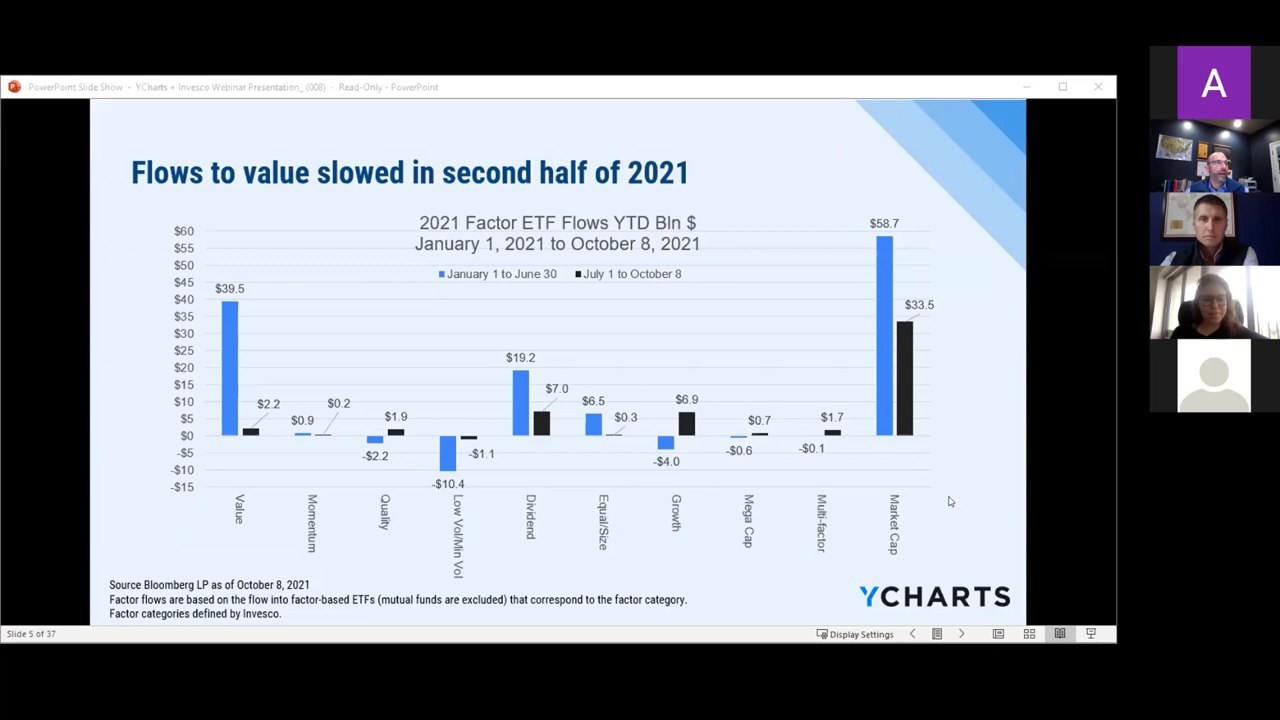 PowerPoint Slide Show - YCharts + Invesco Webinar Presentation_ (008) - Read-Only - PowerPoint
A
Flows to value slowed in second half of 2021
2021 Factor ETF Flows YTD Bln $
January 1, 2021 to October 8, 2021
January 1 to June 30
July 1 to October 8
$60
$55
$50
$45
$40
$35
$30
$25
$20
$15
$10
$5
$0
-$5
-$10
-$15
$39.5
$2.2
$0.9
$0.2
-$2.2
$1.9
-$10.4
-$1.1
$19.2
$7.0
$6.5
$0.3
-$4.0
$6.9
-$0.6
$0.7
-$0.1
$1.7
$58.7
$33.5
Value
Momentum
Quality
Low Vol/Min Vol
Dividend
Equal/Size
Growth
Mega Cap
Multi-factor
Market Cap
Source Bloomberg LP as of October 8, 2021
Factor flows are based on the flow into factor-based ETFs (mutual funds are excluded) that correspond to the factor category.
Factor categories defined by Invesco.
YCHARTS
Slide 5 of 37
Display Settings